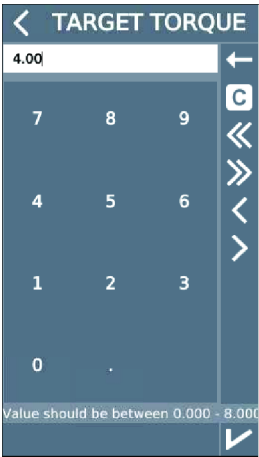 TARGET TORQUE
4.00
C
7 8 9
4 5 6
1 2 3
0 .
Value should be between 0.000 - 8.000